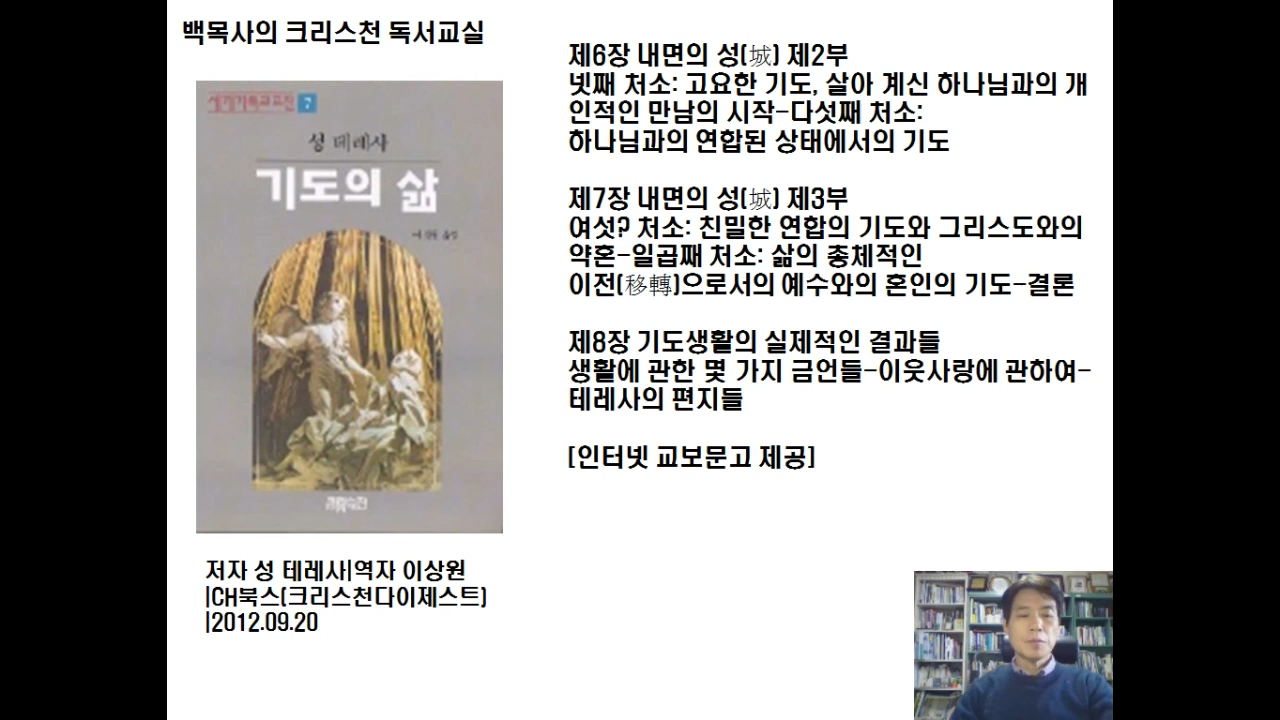 백목사의 크리스천 독서교실
세계기독교고전 7
성 테레사
기도의 삶
크리스천 독서교실
제6장 내면의 성(城) 제2부
넷째 처소: 고요한 기도, 살아 계신 하나님과의 개
인적인 만남의 시작-다섯째 처소:
하나님과의 연합된 상태에서의 기도
제7장 내면의 성(城) 제3부
여섯? 처소: 친밀한 연합의 기도와 그리스도와의
약혼-일곱째 처소: 삶의 총체적인
이전(移轉)으로서의 예수와의 혼인의 기도-결론
제8장 기도생활의 실제적인 결과들
생활에 관한 몇 가지 금언들-이웃사랑에 관하여-
테레사의 편지들
[인터넷 교보문고 제공]
저자 성 테레사|역자 이상원
|CH북스(크리스천다이제스트)
|2012.09.20